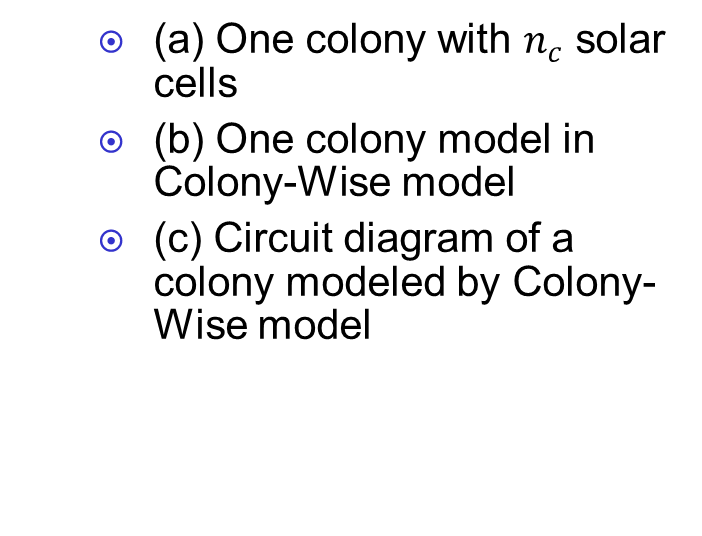 (a) One colony with 𝑛𝑐 solar
cells
(b) One colony model in
Colony-Wise model
(c) Circuit diagram of a
colony modeled by Colony-
Wise model